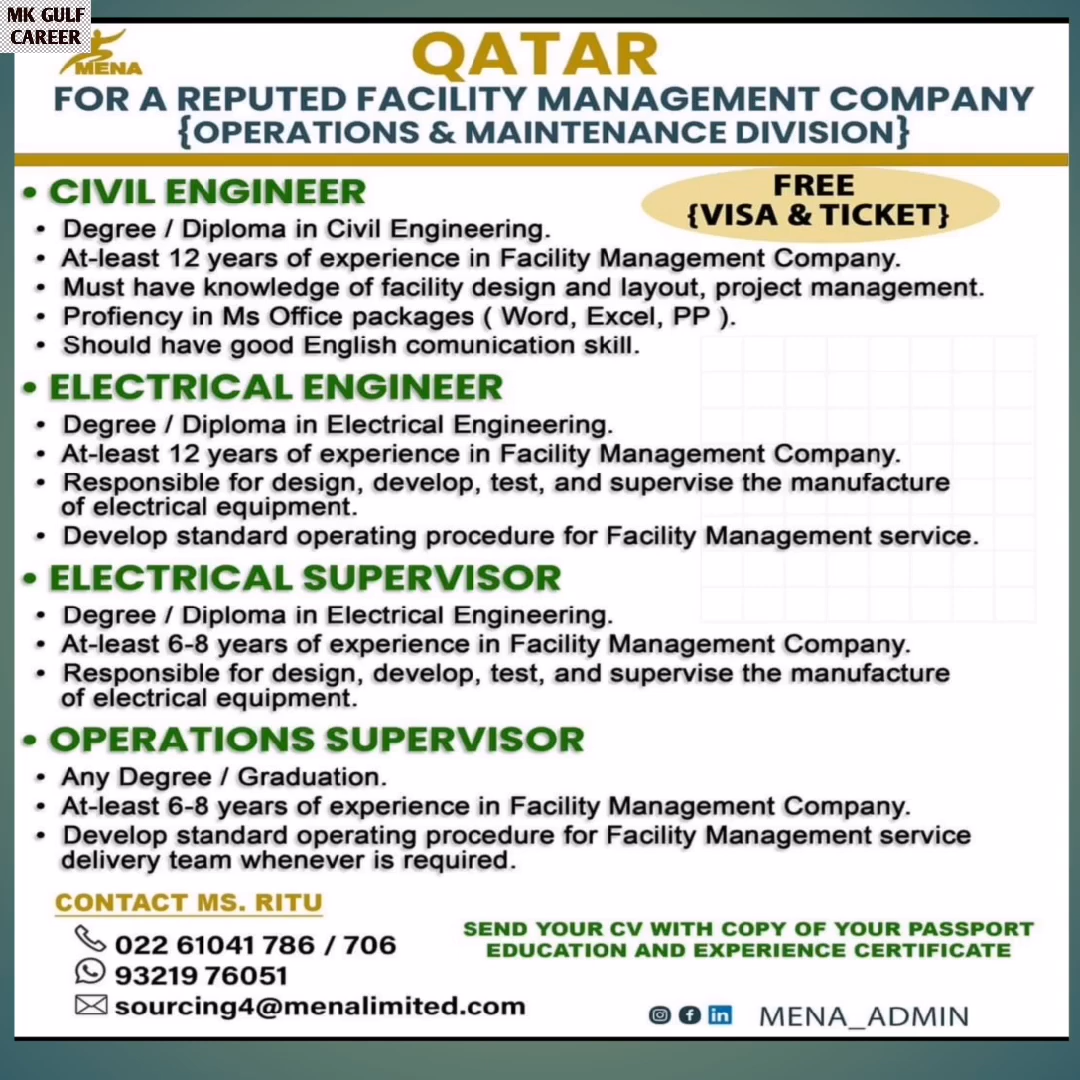 MK GULF
CAREER
MENA
QATAR
FOR A REPUTED FACILITY MANAGEMENT COMPANY
{OPERATIONS & MAINTENANCE DIVISION}
FREE
{VISA & TICKET}
• CIVIL ENGINEER
• Degree / Diploma in Civil Engineering.
• At-least 12 years of experience in Facility Management Company.
• Must have knowledge of facility design and layout, project management.
• Profiency in Ms Office packages ( Word, Excel, PP ).
• Should have good English comunication skill.
• ELECTRICAL ENGINEER
• Degree / Diploma in Electrical Engineering.
• At-least 12 years of experience in Facility Management Company.
• Responsible for design, develop, test, and supervise the manufacture
of electrical equipment.
• Develop standard operating procedure for Facility Management service.
• ELECTRICAL SUPERVISOR
• Degree / Diploma in Electrical Engineering.
• At-least 6-8 years of experience in Facility Management Company.
• Responsible for design, develop, test, and supervise the manufacture
of electrical equipment.
• OPERATIONS SUPERVISOR
• Any Degree / Graduation.
• At-least 6-8 years of experience in Facility Management Company.
• Develop standard operating procedure for Facility Management service
delivery team whenever is required.
CONTACT MS. RITU
022 61041 786 / 706
93219 76051
sourcing4@menalimited.com
SEND YOUR CV WITH COPY OF YOUR PASSPORT
EDUCATION AND EXPERIENCE CERTIFICATE
MENA_ADMIN